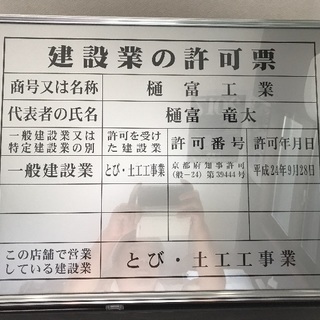 建設業の許可票
商号又は名称 樋富工業
代表者の氏名 樋富 竜太
一般建設業又は特定建設業の別 許可を受けた建設業 許可番号 許可年月日
一般建設業 とび・土工工事業 京都府知事許可(般-24)第39444号 平成24年9月28日
この店舗で営業している建設業 とび・土工工事業